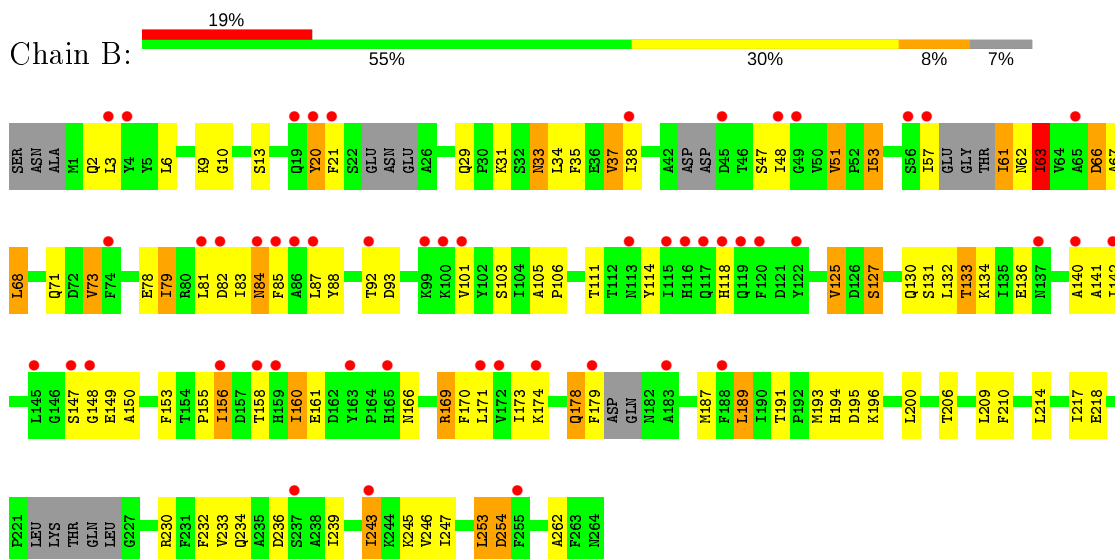 19%
Chain B:
55% 30% 8% 7%
SER ASN ALA M1 Q2 L3 Y4 Y5 L6 K9 G10 S13 Q19 Y20 F21 S22 GLU ASN GLU A26 Q29 P30 K31 S32 N33 L34 F35 E36 V37 I38 A42 ASP ASP D45 T46 S47 I48 G49 V50 V51 P52 I53 S56 I57 GLU GLY THR I61 N62 I63 V64 A65 D66 A67
L68 Q71 D72 V73 F74 E78 I79 R80 L81 D82 I83 N84 F85 A86 L87 Y88 T92 D93 K99 K100 V101 Y102 S103 I104 A105 P106 T111 T112 N113 Y114 I115 H116 Q117 H118 Q119 F120 D121 Y122 V125 D126 S127 Q130 S131 L132 T133 K134 I135 E136 N137 A140 A141 L142
L145 G146 S147 G148 E149 A150 F153 T154 P155 I156 D157 T158 H159 I160 E161 D162 Y163 P164 H165 N166 R169 F170 L171 V172 I173 K174 Q178 F179 ASP GLN N182 A183 M187 F188 L189 I190 T191 P192 M193 H194 D195 K196 L200 T206 L209 F210 L214 I217 E218
P221 LEU LYS THR GLN LEU G227 R230 F231 F232 V233 Q234 A235 D236 S237 A238 I239 I243 K244 K245 V246 I247 L253 D254 F255 A262 F263 N264